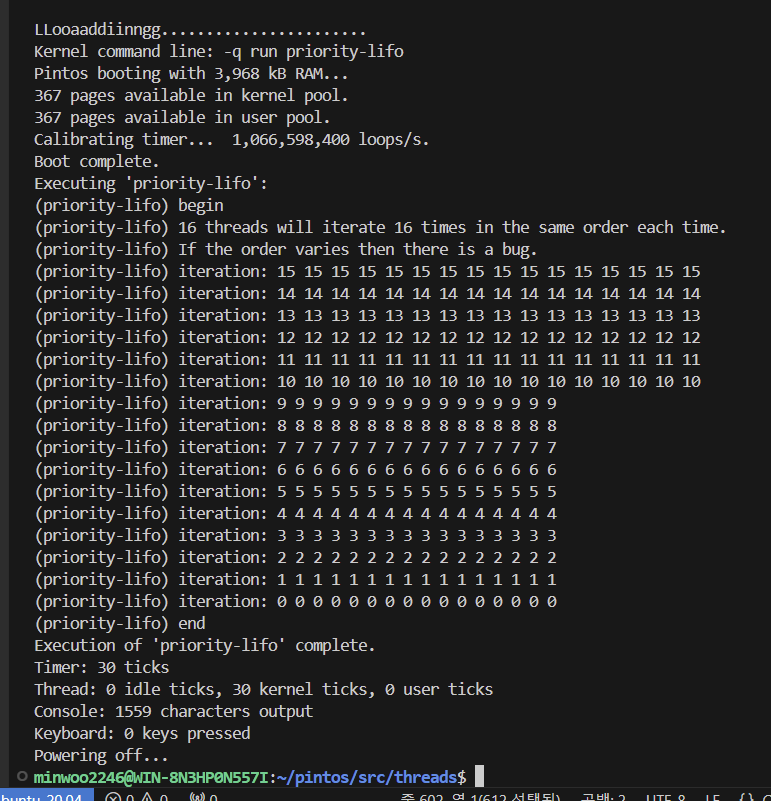 LLooaaddiinngg.......................
Kernel command line: -q run priority-lifo
Pintos booting with 3,968 kB RAM...
367 pages available in kernel pool.
367 pages available in user pool.
Calibrating timer...  1,066,598,400 loops/s.
Boot complete.
Executing 'priority-lifo':
(priority-lifo) begin
(priority-lifo) 16 threads will iterate 16 times in the same order each time.
(priority-lifo) If the order varies then there is a bug.
(priority-lifo) iteration: 15 15 15 15 15 15 15 15 15 15 15 15 15 15 15 15
(priority-lifo) iteration: 14 14 14 14 14 14 14 14 14 14 14 14 14 14 14 14
(priority-lifo) iteration: 13 13 13 13 13 13 13 13 13 13 13 13 13 13 13 13
(priority-lifo) iteration: 12 12 12 12 12 12 12 12 12 12 12 12 12 12 12 12
(priority-lifo) iteration: 11 11 11 11 11 11 11 11 11 11 11 11 11 11 11 11
(priority-lifo) iteration: 10 10 10 10 10 10 10 10 10 10 10 10 10 10 10 10
(priority-lifo) iteration: 9 9 9 9 9 9 9 9 9 9 9 9 9 9 9 9
(priority-lifo) iteration: 8 8 8 8 8 8 8 8 8 8 8 8 8 8 8 8
(priority-lifo) iteration: 7 7 7 7 7 7 7 7 7 7 7 7 7 7 7 7
(priority-lifo) iteration: 6 6 6 6 6 6 6 6 6 6 6 6 6 6 6 6
(priority-lifo) iteration: 5 5 5 5 5 5 5 5 5 5 5 5 5 5 5 5
(priority-lifo) iteration: 4 4 4 4 4 4 4 4 4 4 4 4 4 4 4 4
(priority-lifo) iteration: 3 3 3 3 3 3 3 3 3 3 3 3 3 3 3 3
(priority-lifo) iteration: 2 2 2 2 2 2 2 2 2 2 2 2 2 2 2 2
(priority-lifo) iteration: 1 1 1 1 1 1 1 1 1 1 1 1 1 1 1 1
(priority-lifo) iteration: 0 0 0 0 0 0 0 0 0 0 0 0 0 0 0 0
(priority-lifo) end
Execution of 'priority-lifo' complete.
Timer: 30 ticks
Thread: 0 idle ticks, 30 kernel ticks, 0 user ticks
Console: 1559 characters output
Keyboard: 0 keys pressed
Powering off...
minwoo2246@WIN-8N3HP0N557I:~/pintos/src/threads$
buntu-20.04 0 0 0 줄 602, 열 1(612 선택됨) 공백: 2 UTF-8 LF {} C